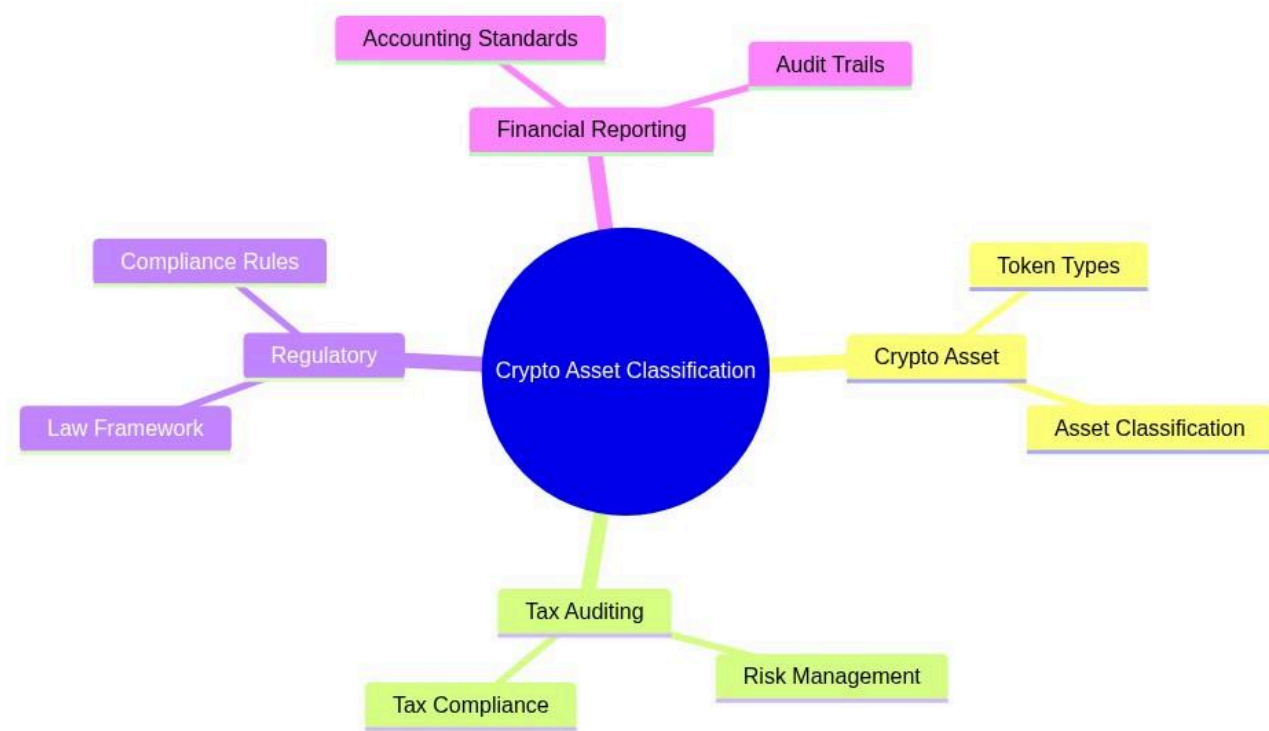 Accounting Standards
Audit Trails
Financial Reporting
Compliance Rules
Token Types
Regulatory
Crypto Asset Classification
Crypto Asset
Law Framework
Asset Classification
Tax Auditing
Risk Management
Tax Compliance